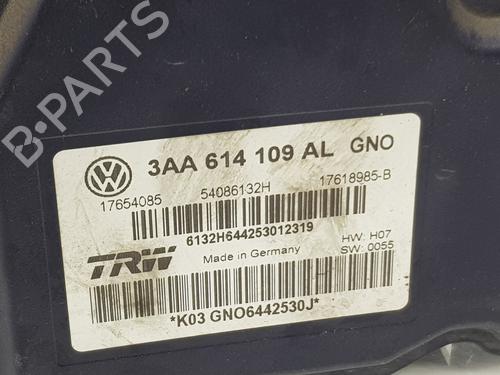 B-PARTS
3AA 614 109 AL GNO
17654085 54086132H 17618985-B
6132H644253012319
TRW Made in Germany HW: H07
SW: 0055
*K03 GNO6442530J*